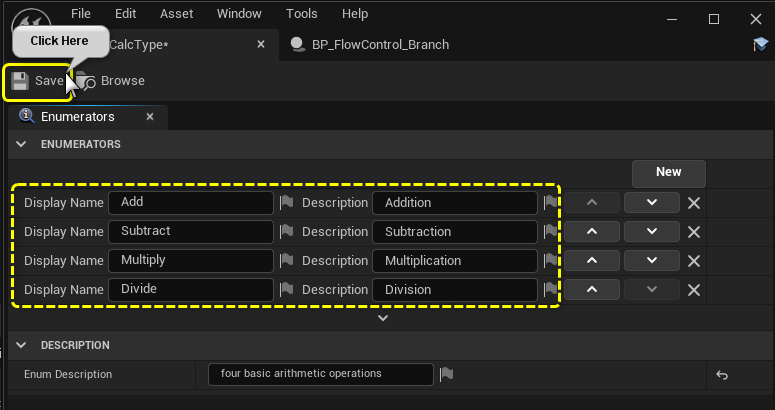 File Edit Asset Window Tools Help
Click Here
CalcType* BP_FlowControl_Branch
Save Browse
Enumerators
ENUMERATORS
New
Display Name Add Description Addition
Display Name Subtract Description Subtraction
Display Name Multiply Description Multiplication
Display Name Divide Description Division
DESCRIPTION
Enum Description four basic arithmetic operations